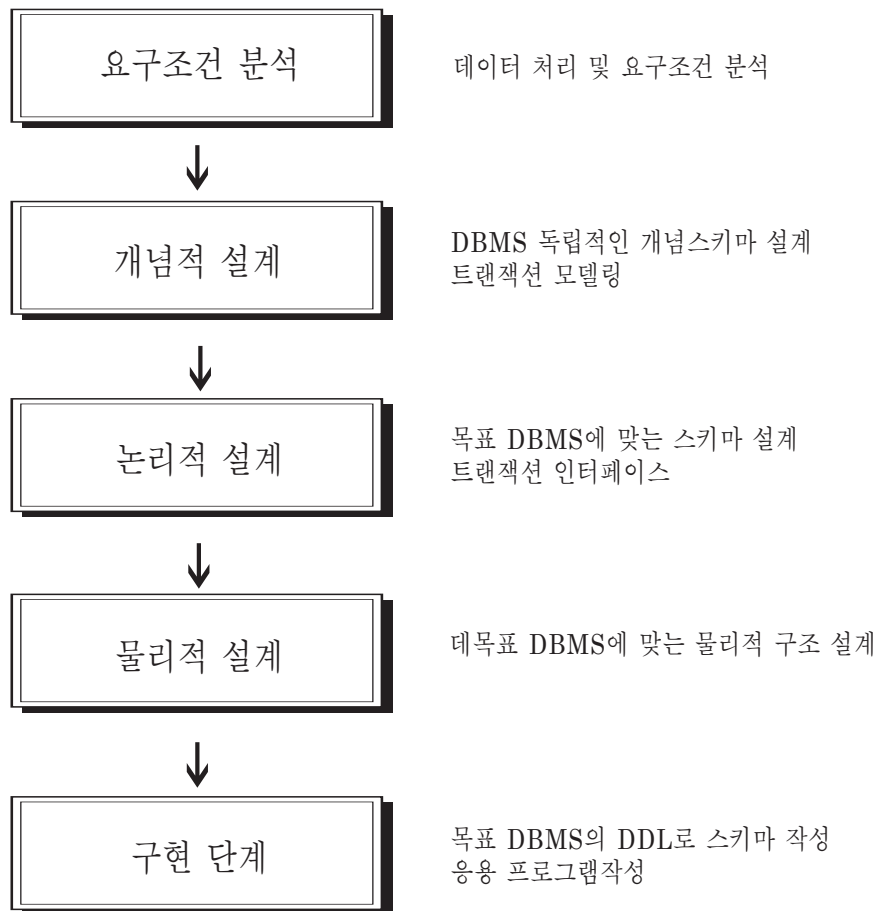 요구조건 분석
데이터 처리 및 요구조건 분석
개념적 설계
DBMS 독립적인 개념스키마 설계
트랜잭션 모델링
논리적 설계
목표 DBMS에 맞는 스키마 설계
트랜잭션 인터페이스
물리적 설계
데목표 DBMS에 맞는 물리적 구조 설계
구현 단계
목표 DBMS의 DDL로 스키마 작성
응용 프로그램작성